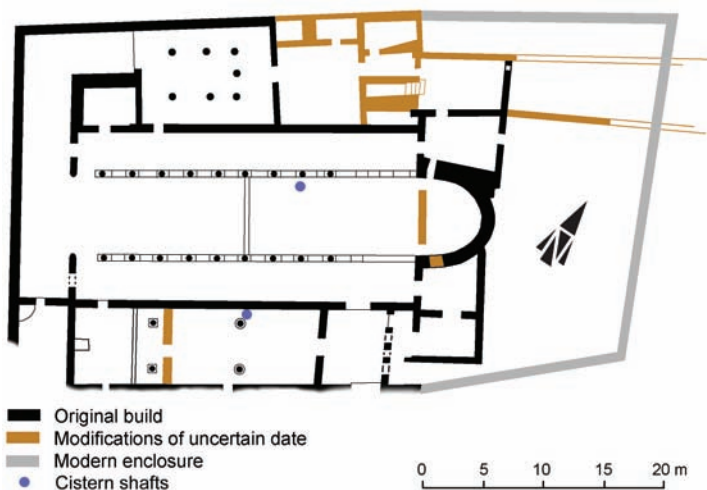 Original build
Modifications of uncertain date
Modern enclosure
Cistern shafts
0 5 10 15 20 m